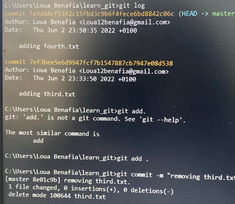 C:\Users\Loua Benafia\learn_git>git log
(HEAD -> master
Author: Loua Benafia <Loua12benafia@gmail.com>
Date: Thu Jun 2 23:50:35 2022 +0100
adding fourth.txt
commit
Author: Loua Benafia <Loua12benafia@gmail.com>
Date: Thu Jun 2 23:33:50 2022 +0100
adding third.txt
C:\Users\Loua Benafia\learn_git>git add.
git: 'add.' is not a git command. See 'git --help'.
The most similar command is
add
C:\Users\Loua Benafia\learn_git>git add .
C:\Users\Loua Benafia\learn_git>git commit -m "removing third.txt
[master 8e01c9b] removing third.txt.
1 file changed, 0 insertions(+), 0 deletions(-)
delete mode 100644 third.txt